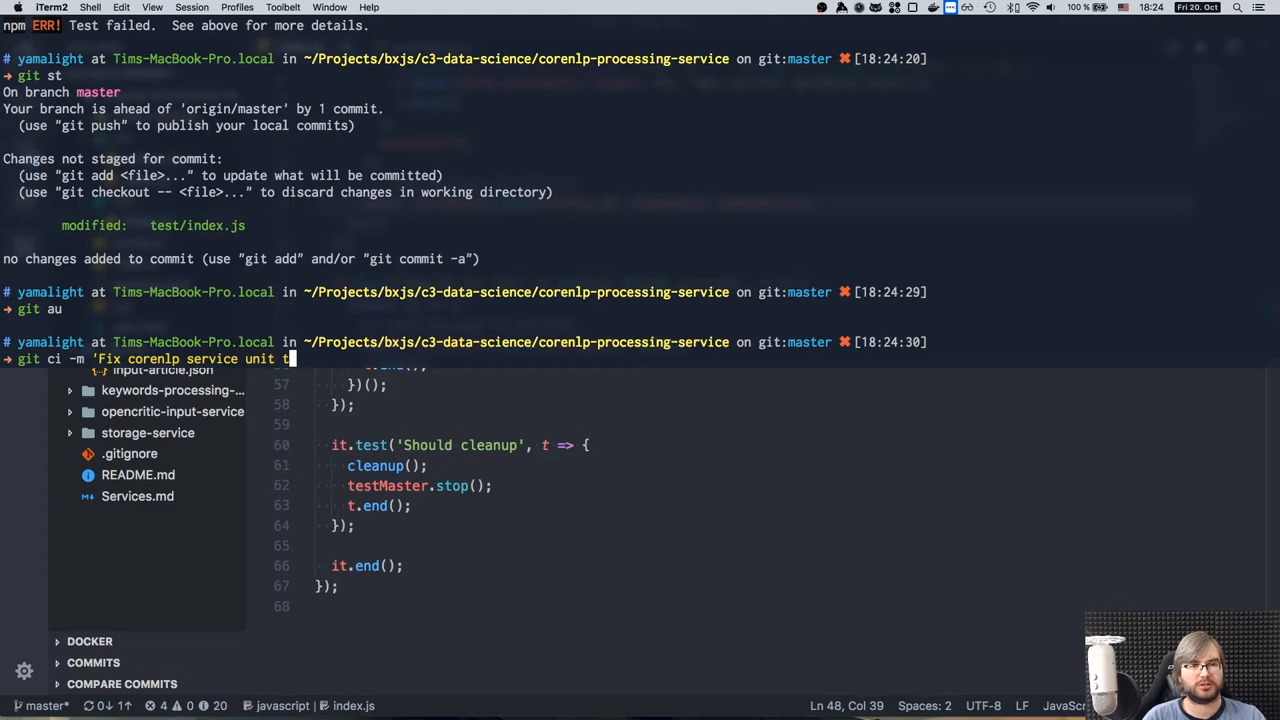 iTerm2 Shell Edit View Session Profiles Toolbelt Window Help 100 % 18:24 Fri 20. Oct
npm ERR! Test failed.  See above for more details.
# yamalight at Tims-MacBook-Pro.local in ~/Projects/bxjs/c3-data-science/corenlp-processing-service on git:master ✖ [18:24:20]
➜ git st
On branch master
Your branch is ahead of 'origin/master' by 1 commit.
(use "git push" to publish your local commits)
Changes not staged for commit:
(use "git add <file>..." to update what will be committed)
(use "git checkout -- <file>..." to discard changes in working directory)
modified:   test/index.js
no changes added to commit (use "git add" and/or "git commit -a")
# yamalight at Tims-MacBook-Pro.local in ~/Projects/bxjs/c3-data-science/corenlp-processing-service on git:master ✖ [18:24:29]
➜ git au
# yamalight at Tims-MacBook-Pro.local in ~/Projects/bxjs/c3-data-science/corenlp-processing-service on git:master ✖ [18:24:30]
➜ git ci -m 'Fix corenlp service unit t
input-article.json
keywords-processing-...
opencritic-input-service
storage-service
.gitignore
README.md
Services.md
DOCKER
COMMITS
COMPARE COMMITS
57 })();
58 });
59
60 it.test('Should cleanup', t => {
61 cleanup();
62 testMaster.stop();
63 t.end();
64 });
65
66 it.end();
67 });
68
master* 0↓ 1↑ 4 0 20 javascript | index.js Ln 48, Col 39 Spaces: 2 UTF-8 LF